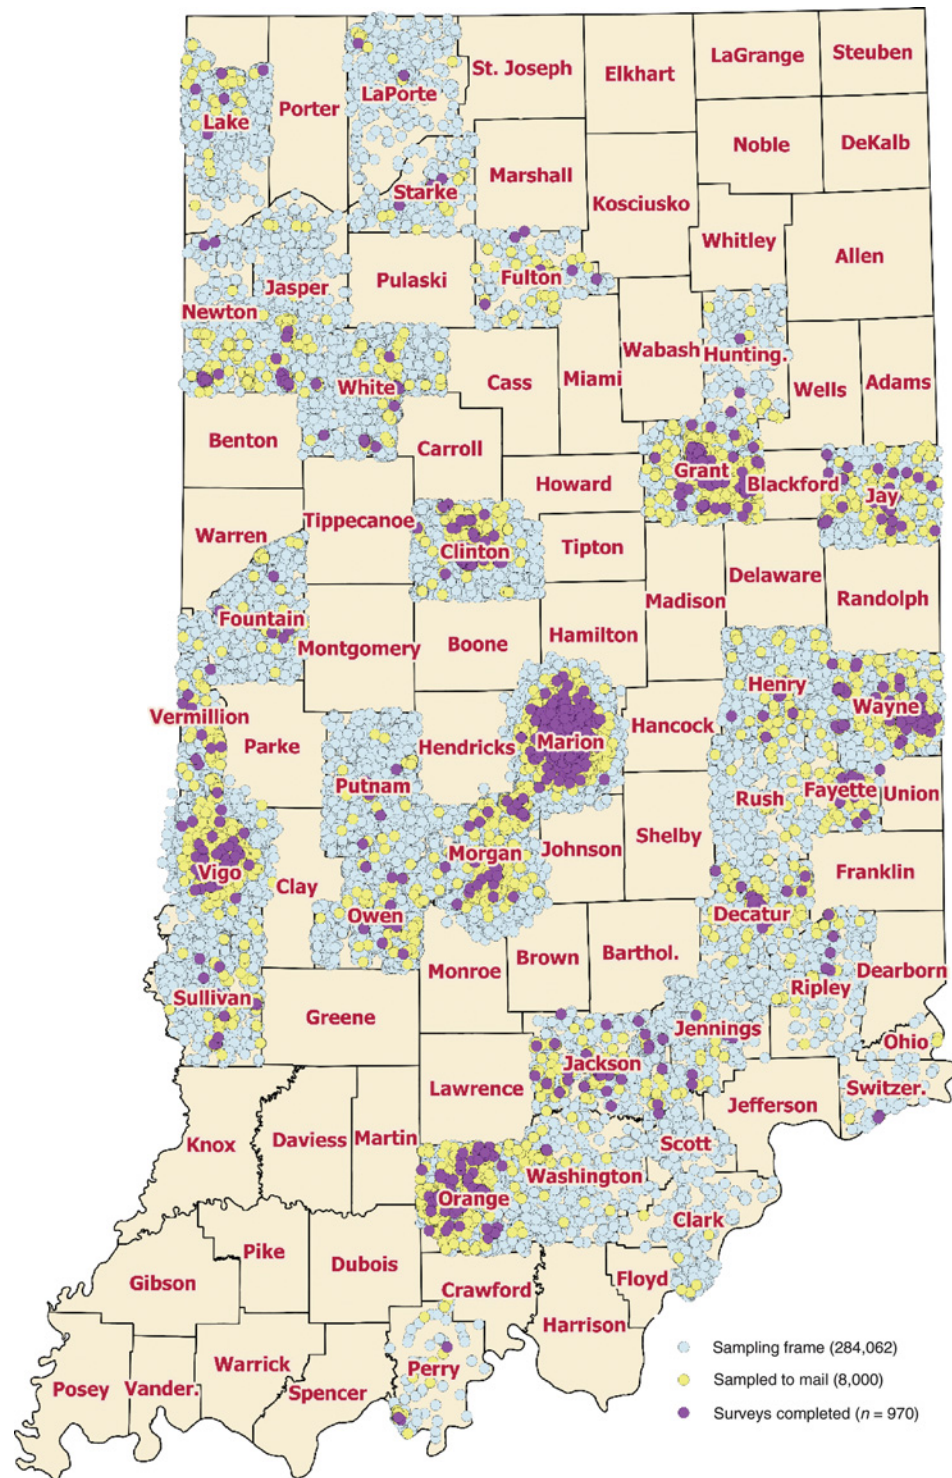 St. Joseph
Elkhart
LaGrange
Steuben
LaPorte
Porter
Lake
Noble
DeKalb
Marshall
Starke
Kosciusko
Whitley
Allen
Pulaski
Fulton
Jasper
Newton
Wabash
Hunting.
Miami
Cass
White
Wells
Adams
Benton
Carroll
Grant
Blackford
Jay
Howard
Tippecanoe
Warren
Clinton
Tipton
Delaware
Madison
Randolph
Fountain
Montgomery
Boone
Hamilton
Henry
Wayne
Vermillion
Parke
Hendricks
Marion
Hancock
Putnam
Rush
Fayette
Union
Shelby
Morgan
Johnson
Vigo
Clay
Franklin
Owen
Decatur
Monroe
Brown
Barthol.
Dearborn
Ripley
Sullivan
Greene
Jennings
Ohio
Jackson
Lawrence
Switzer.
Jefferson
Knox
Daviess
Martin
Scott
Washington
Orange
Clark
Pike
Dubois
Gibson
Crawford
Floyd
Harrison
Warrick
Perry
Posey
Vander.
Spencer
Sampling frame (284,062)
Sampled to mail (8,000)
Surveys completed (n = 970)